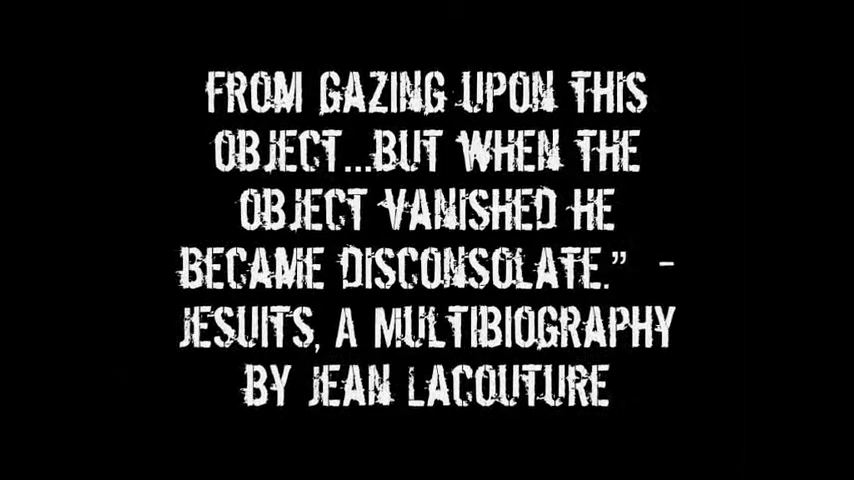 FROM GAZING UPON THIS
OBJECT...BUT WHEN THE
OBJECT VANISHED HE
BECAME DISCONSOLATE.” -
JESUITS, A MULTIBIOGRAPHY
BY JEAN LACOUTURE